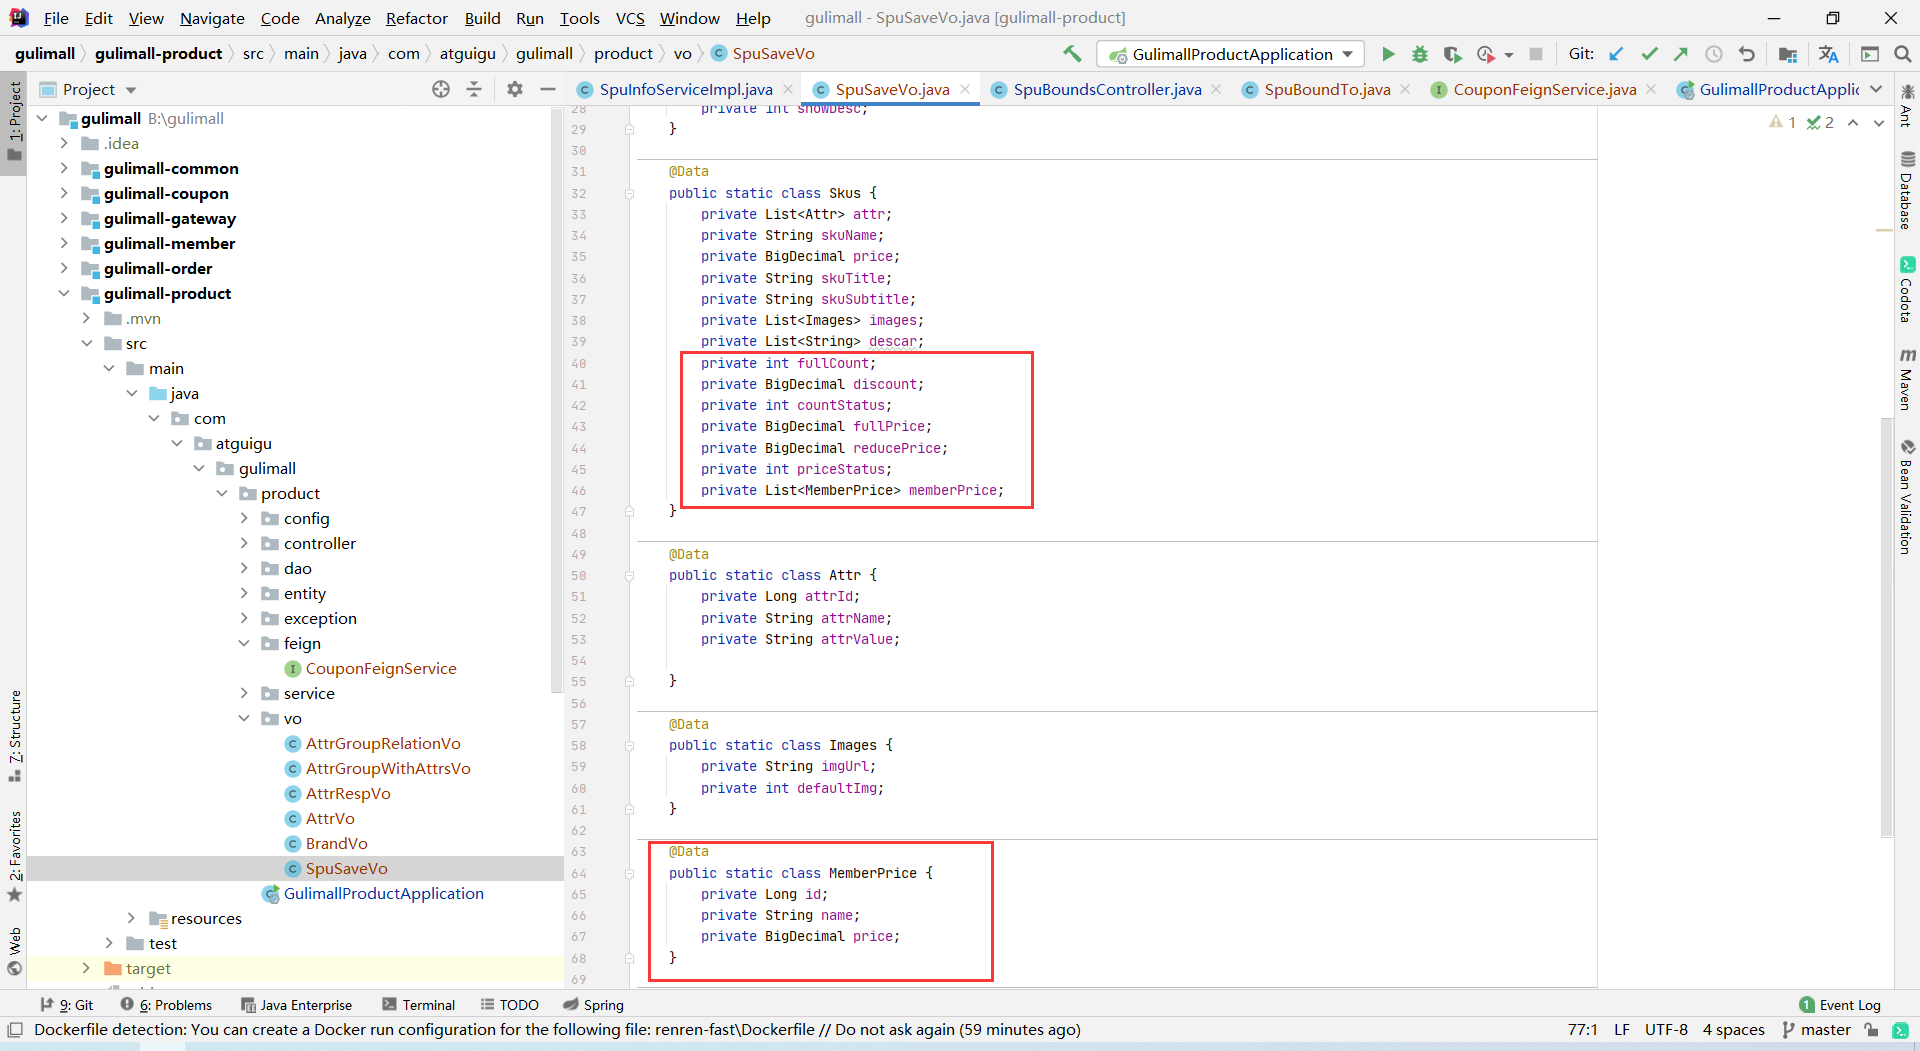 File Edit View Navigate Code Analyze Refactor Build Run Tools VCS Window Help gulimall - SpuSaveVo.java [gulimall-product]
gulimall gulimall-product src main java com atguigu gulimall product vo SpuSaveVo GulimallProductApplication Git:
Project
SpuInfoServiceImpl.java SpuSaveVo.java SpuBoundsController.java SpuBoundTo.java CouponFeignService.java GulimallProductApplic
1: Project
7: Structure
2: Favorites
Web
gulimall B:\gulimall
.idea
gulimall-common
gulimall-coupon
gulimall-gateway
gulimall-member
gulimall-order
gulimall-product
.mvn
src
main
java
com
atguigu
gulimall
product
config
controller
dao
entity
exception
feign
CouponFeignService
service
vo
AttrGroupRelationVo
AttrGroupWithAttrsVo
AttrRespVo
AttrVo
BrandVo
SpuSaveVo
GulimallProductApplication
resources
test
target
1 2
28 private int showDesc;
29 }
30
31 @Data
32 public static class Skus {
33 private List<Attr> attr;
34 private String skuName;
35 private BigDecimal price;
36 private String skuTitle;
37 private String skuSubtitle;
38 private List<Images> images;
39 private List<String> descar;
40 private int fullCount;
41 private BigDecimal discount;
42 private int countStatus;
43 private BigDecimal fullPrice;
44 private BigDecimal reducePrice;
45 private int priceStatus;
46 private List<MemberPrice> memberPrice;
47 }
48
49 @Data
50 public static class Attr {
51 private Long attrId;
52 private String attrName;
53 private String attrValue;
54
55 }
56
57 @Data
58 public static class Images {
59 private String imgUrl;
60 private int defaultImg;
61 }
62
63 @Data
64 public static class MemberPrice {
65 private Long id;
66 private String name;
67 private BigDecimal price;
68 }
69
Ant
Database
Codota
Maven
Bean Validation
9: Git 6: Problems Java Enterprise Terminal TODO Spring 1 Event Log
Dockerfile detection: You can create a Docker run configuration for the following file: renren-fast\Dockerfile // Do not ask again (59 minutes ago) 77:1 LF UTF-8 4 spaces master